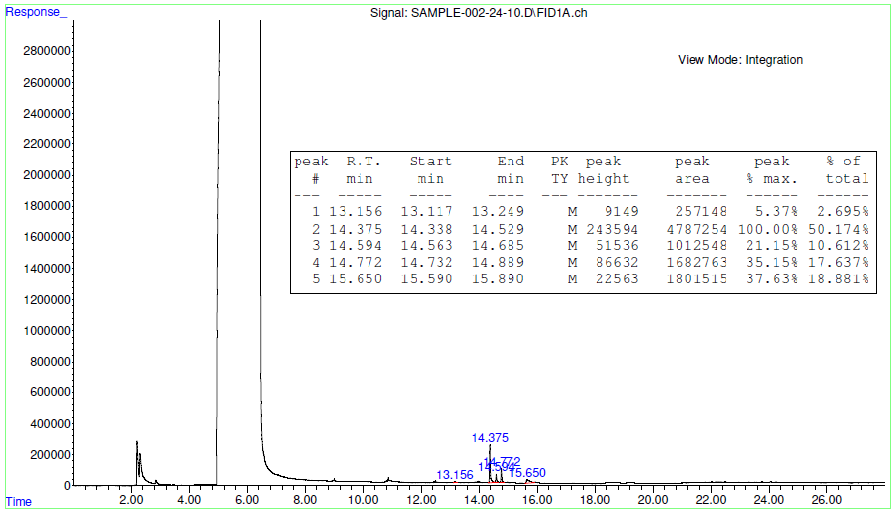 Response_
Signal: SAMPLE-002-24-10.D\FID1A.ch
View Mode: Integration
2800000
2600000
2400000
2200000
2000000
1800000
1600000
1400000
1200000
1000000
800000
600000
400000
200000
0
peak R.T. Start End PK peak peak peak % of
# min min min TY height area % max. total
--- ----- ----- ---- --- ------- ------- ------ ------
1 13.156 13.117 13.249 M 9149 257148 5.37% 2.695%
2 14.375 14.338 14.529 M 243594 4787254 100.00% 50.174%
3 14.594 14.563 14.685 M 51536 1012548 21.15% 10.612%
4 14.772 14.732 14.889 M 86632 1682763 35.15% 17.637%
5 15.650 15.590 15.890 M 22563 1801515 37.63% 18.881%
14.375
14.772
14.594
13.156
15.650
Time
2.00 4.00 6.00 8.00 10.00 12.00 14.00 16.00 18.00 20.00 22.00 24.00 26.00